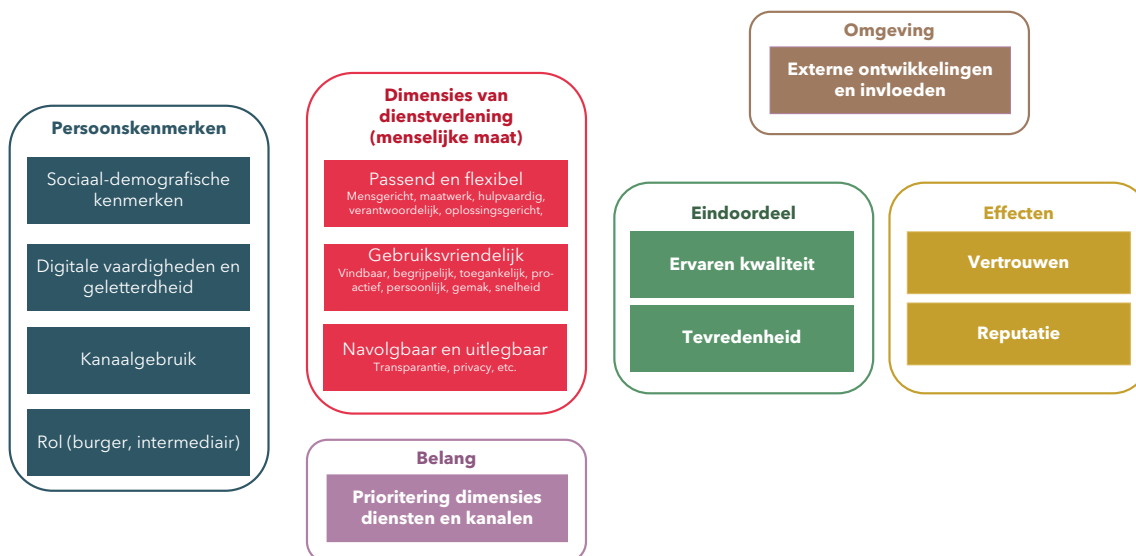 Persoonskenmerken
Sociaal-demografische
kenmerken
Digitale vaardigheden en
geletterdheid
Kanaalgebruik
Rol (burger, intermediair)
Dimensies van
dienstverlening
(menselijke maat)
Passend en flexibel
Mensgericht, maatwerk, hulpvaardig,
verantwoordelijk, oplossingsgericht,
Gebruiksvriendelijk
Vindbaar, begrijpelijk, toegankelijk, pro-
actief, persoonlijk, gemak, snelheid
Navolgbaar en uitlegbaar
Transparantie, privacy, etc.
Belang
Prioritering dimensies
diensten en kanalen
Omgeving
Externe ontwikkelingen
en invloeden
Eindoordeel
Ervaren kwaliteit
Tevredenheid
Effecten
Vertrouwen
Reputatie